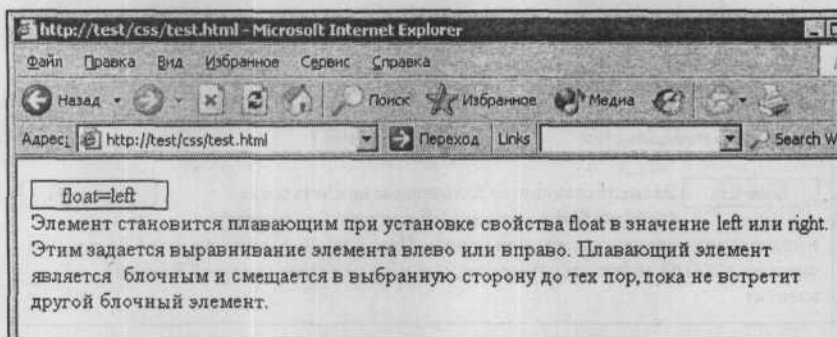 http://test/css/test.html - Microsoft Internet Explorer
Файл Правка Вид Избранное Сервис Справка
Назад Поиск Избранное Медиа
Адрес: http://test/css/test.html Переход Links Search W
float=left
Элемент становится плавающим при установке свойства float в значение left или right.
Этим задается выравнивание элемента влево или вправо. Плавающий элемент
является блочным и смещается в выбранную сторону до тех пор, пока не встретит
другой блочный элемент.